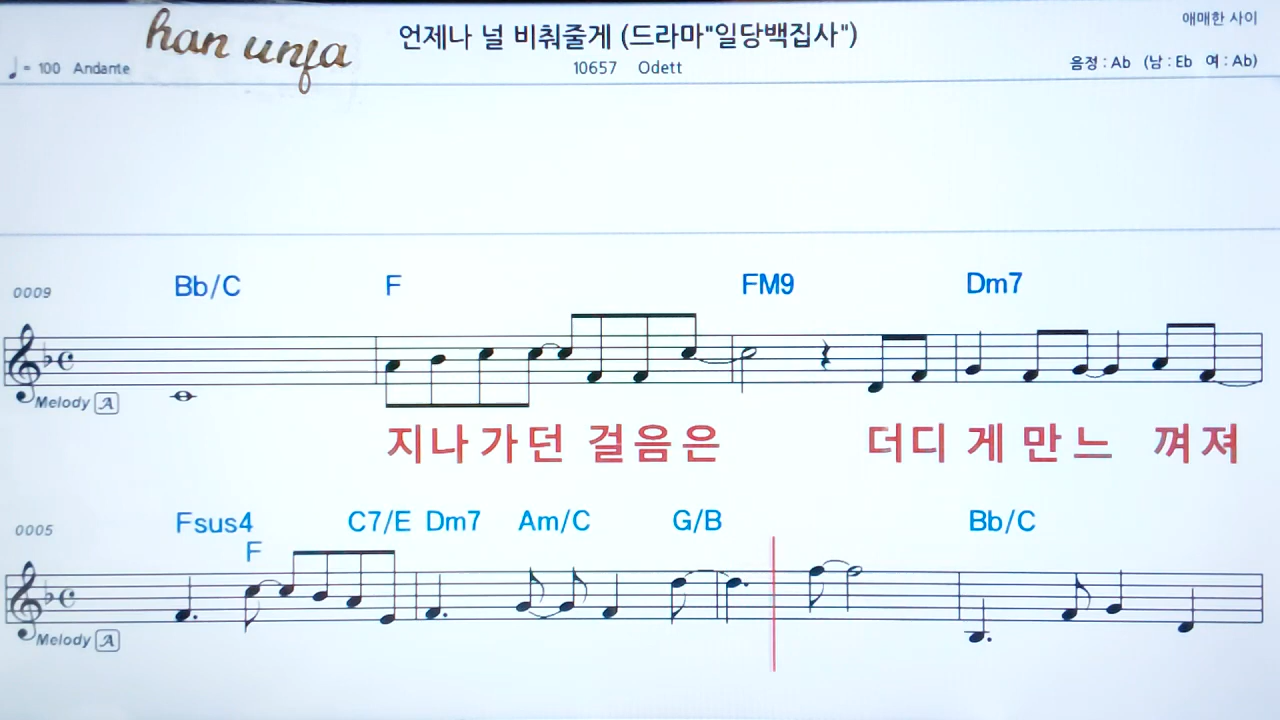 han unja
언제나 널 비춰줄게 (드라마"일당백집사")
애매한 사이
♩= 100 Andante
10657 Odett
음정 : Ab (남 : Eb 여 : Ab)
0009 Bb/C F FM9 Dm7
Melody A
지나가던 걸음은 더디게만느 껴져
0005 Fsus4 C7/E Dm7 Am/C G/B Bb/C
F
Melody A